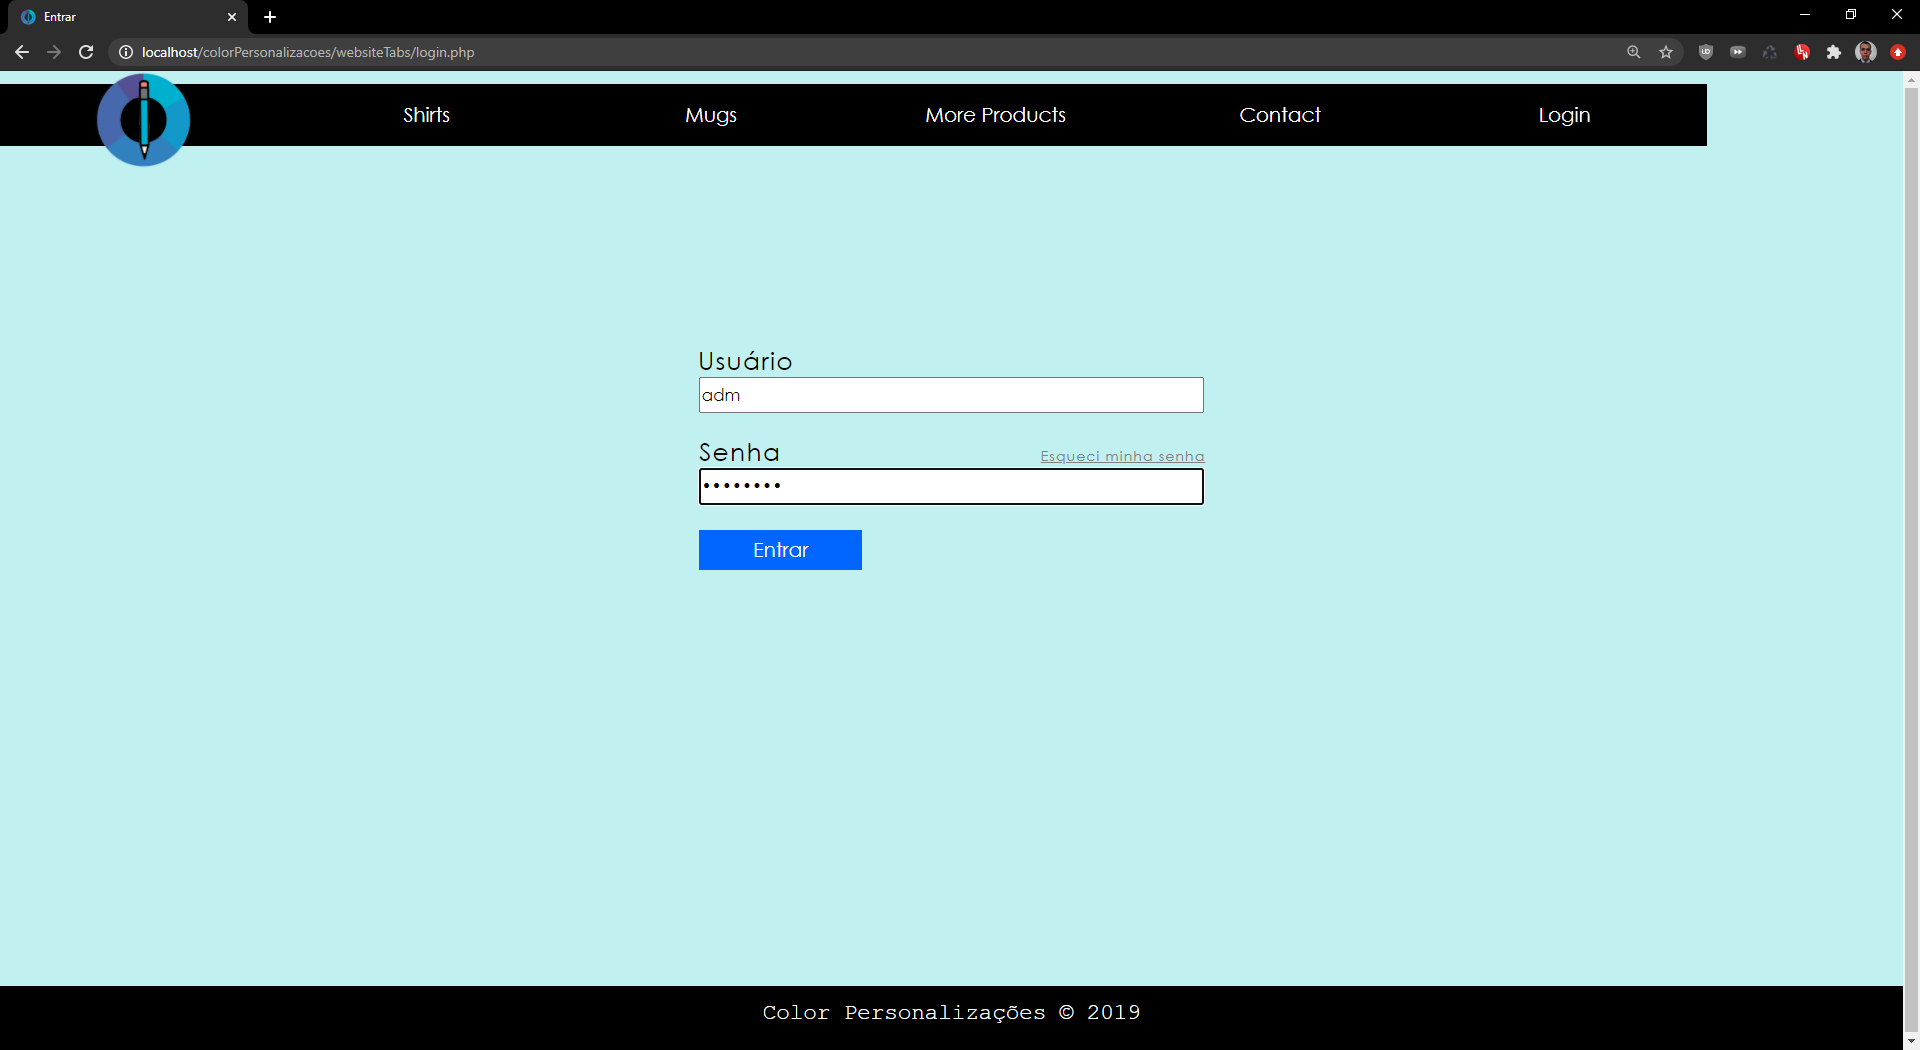 Entrar
localhost/colorPersonalizacoes/websiteTabs/login.php
Shirts Mugs More Products Contact Login
Usuário
adm
Senha Esqueci minha senha
••••••••
Entrar
Color Personalizações © 2019